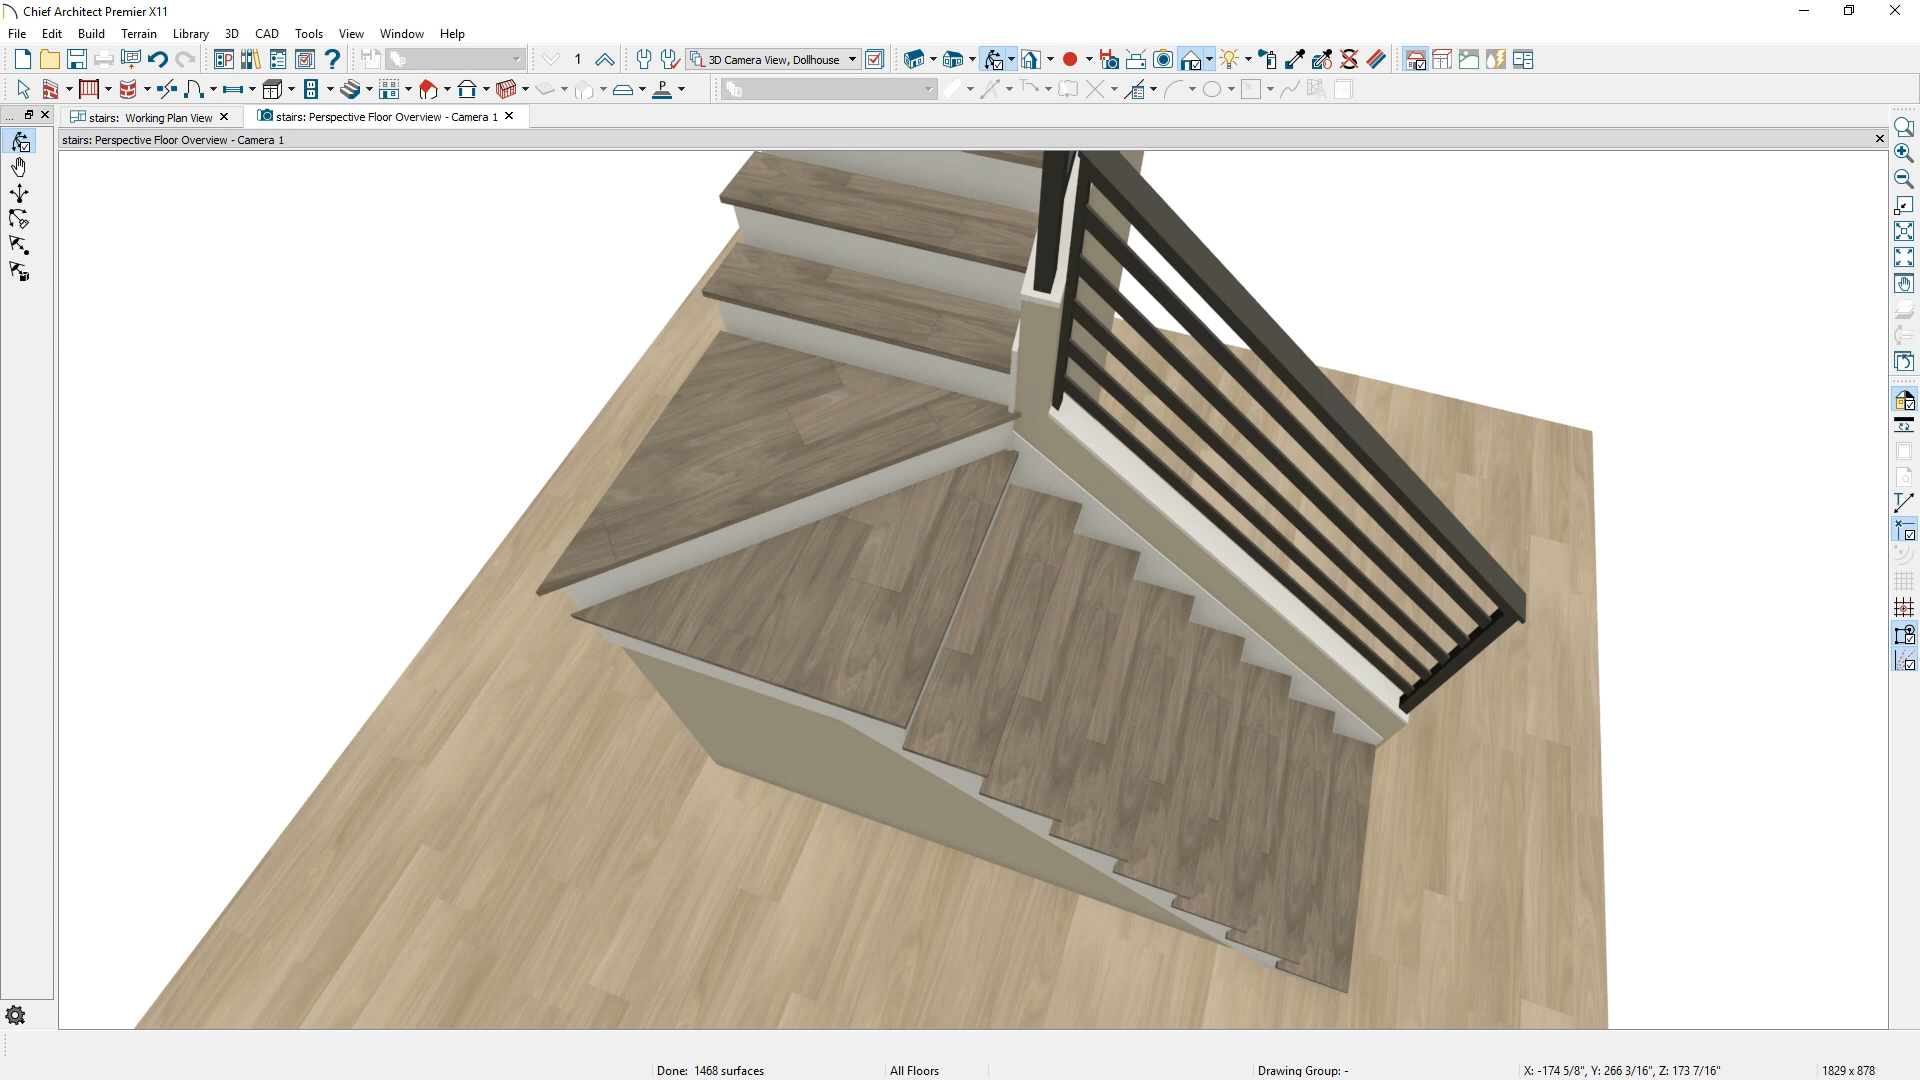 Chief Architect Premier X11
File Edit Build Terrain Library 3D CAD Tools View Window Help
1 3D Camera View, Dollhouse
P
... stairs: Working Plan View stairs: Perspective Floor Overview - Camera 1
stairs: Perspective Floor Overview - Camera 1
Done: 1468 surfaces All Floors Drawing Group: - X: -174 5/8", Y: 266 3/16", Z: 173 7/16" 1829 x 878